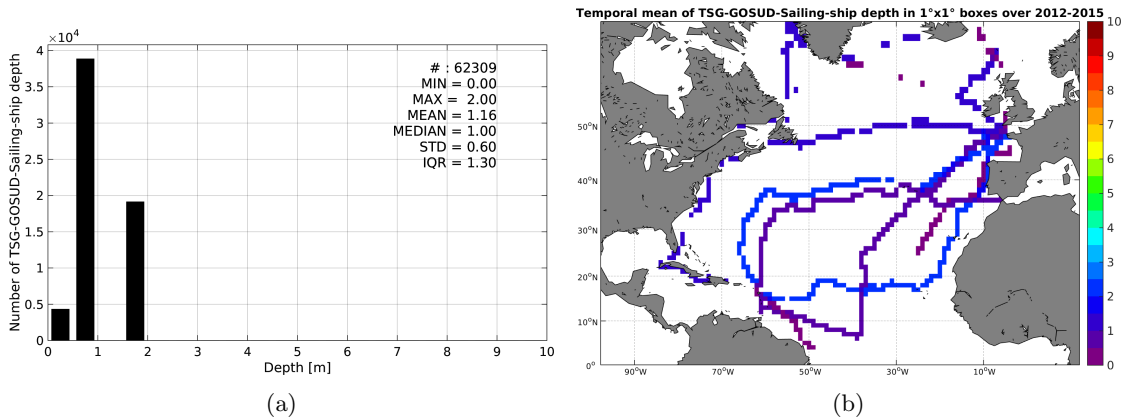 ×10⁴
Number of TSG-GOSUD-Sailing-ship depth
4
3.5
3
2.5
2
1.5
1
0.5
0
0 1 2 3 4 5 6 7 8 9 10
Depth [m]
# : 62309
MIN = 0.00
MAX = 2.00
MEAN = 1.16
MEDIAN = 1.00
STD = 0.60
IQR = 1.30
(a)
Temporal mean of TSG-GOSUD-Sailing-ship depth in 1°x1° boxes over 2012-2015
50°N
40°N
30°N
20°N
10°N
0°
90°W 70°W 50°W 30°W 10°W
10
9
8
7
6
5
4
3
2
1
0
(b)